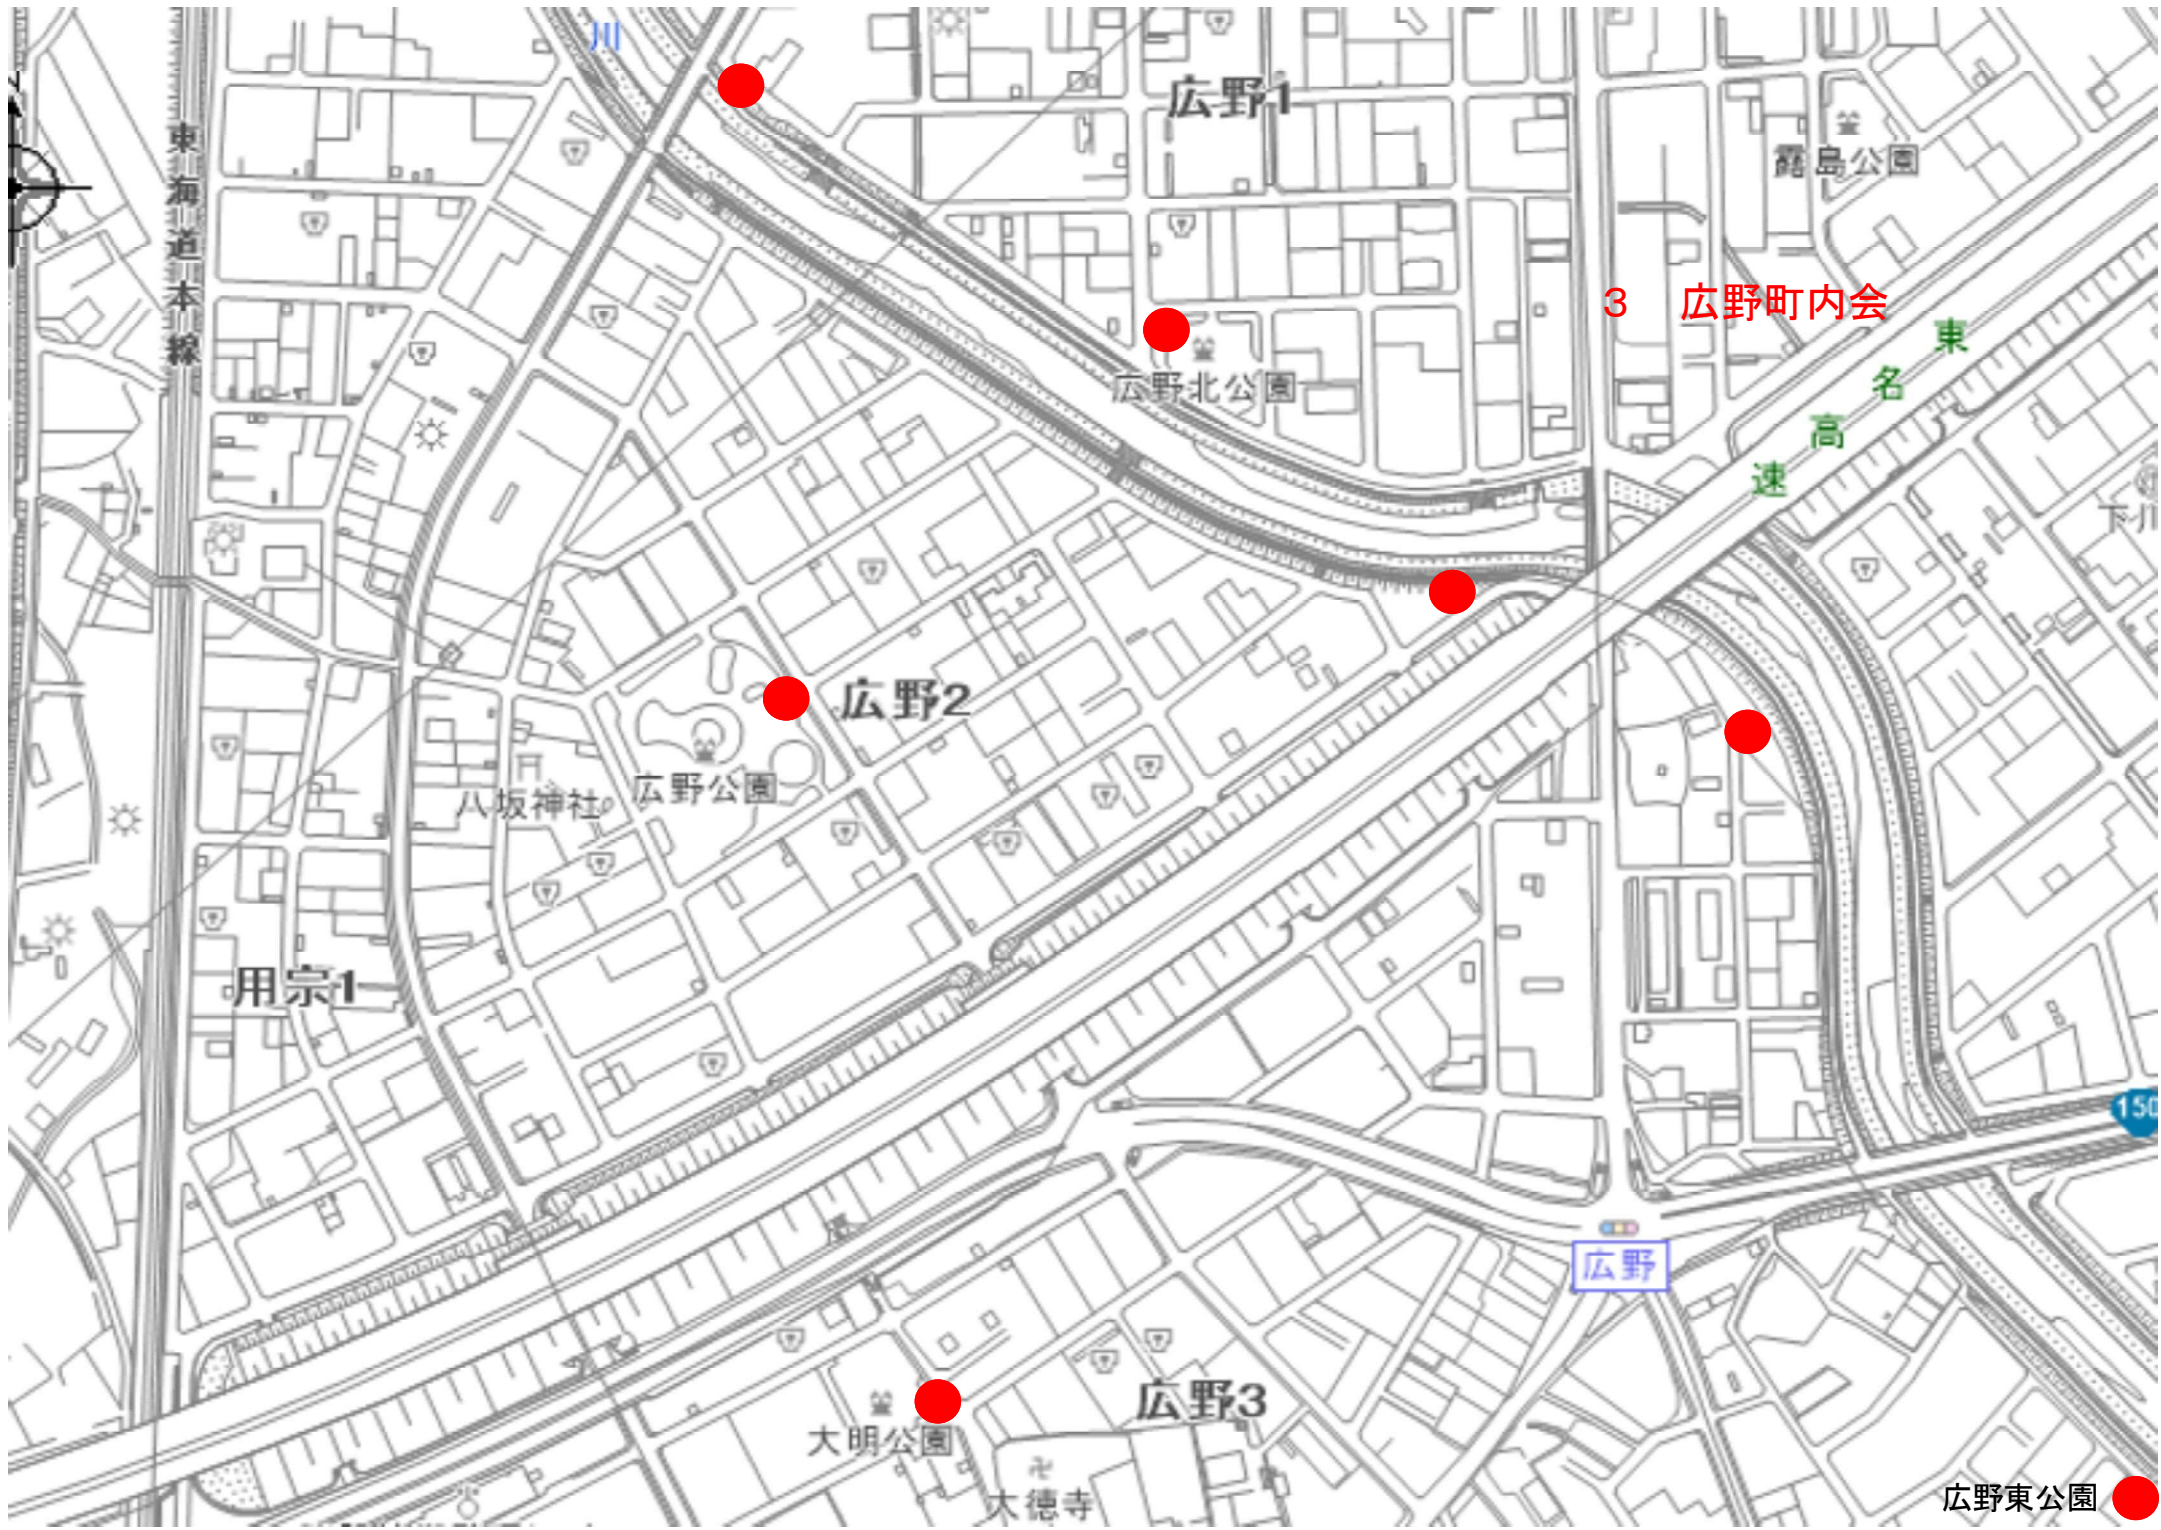 川
広野1
東海道本線
霧島公園
3 広野町内会
東名高速
広野北公園
下川
広野2
広野公園
八坂神社
用宗1
150
広野
広野3
大明公園
大徳寺
広野東公園